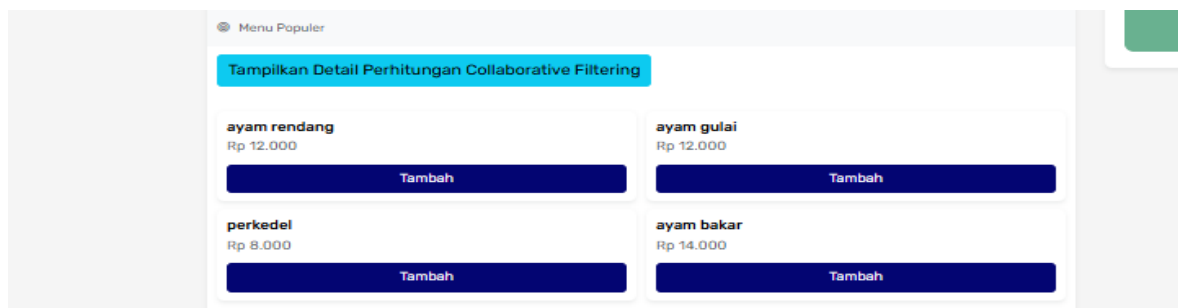 Menu Populer
Tampilkan Detail Perhitungan Collaborative Filtering
ayam rendang
Rp 12.000
Tambah
ayam gulai
Rp 12.000
Tambah
perkedel
Rp 8.000
Tambah
ayam bakar
Rp 14.000
Tambah